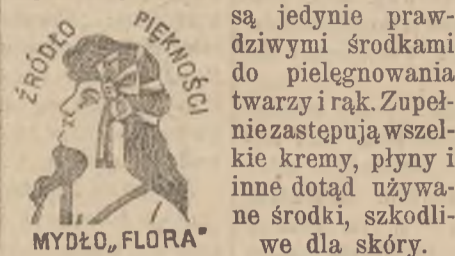 ŹRÓDŁO PIĘKNOŚCI
MYDŁO„FLORA"
są jedynie praw-
dziwymi środkami
do pielęgnowania
twarzy i rąk. Zupeł-
nie zastępują wszel-
kie kremy, płyny i
inne dotąd używa-
ne środki, szkodli-
we dla skóry.